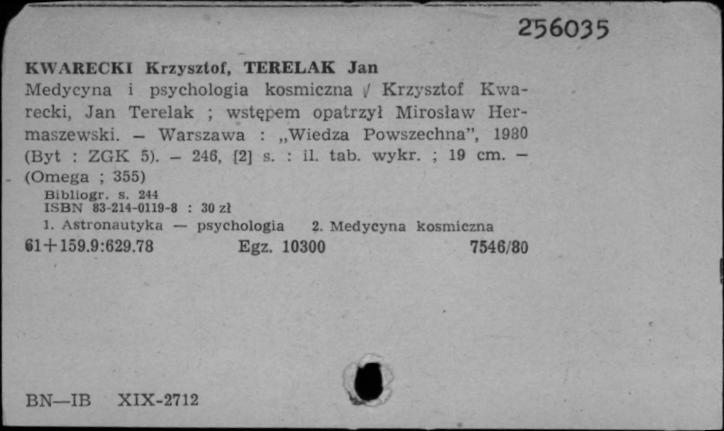 256035
KWARECKI Krzysztof, TERELAK Jan
Medycyna i psychologia kosmiczna / Krzysztof Kwa-
recki, Jan Terelak ; wstępem opatrzył Mirosław Her-
maszewski. — Warszawa : „Wiedza Powszechna”, 1980
(Byt : ZGK 5). — 246, [2] s. : il. tab. wykr. ; 19 cm. —
(Omega ; 355)
Bibliogr. s. 244
ISBN 83-214-0119-8 : 30 zł
1. Astronautyka — psychologia 2. Medycyna kosmiczna
61+159.9:629.78 Egz. 10300 7546/80
BN—IB XIX-2712